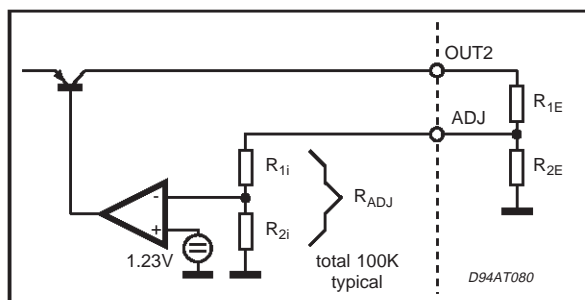 OUT2
R1E
ADJ
R1i
R2E
-
RADJ
R2i
+
1.23V
total 100K
typical
D94AT080